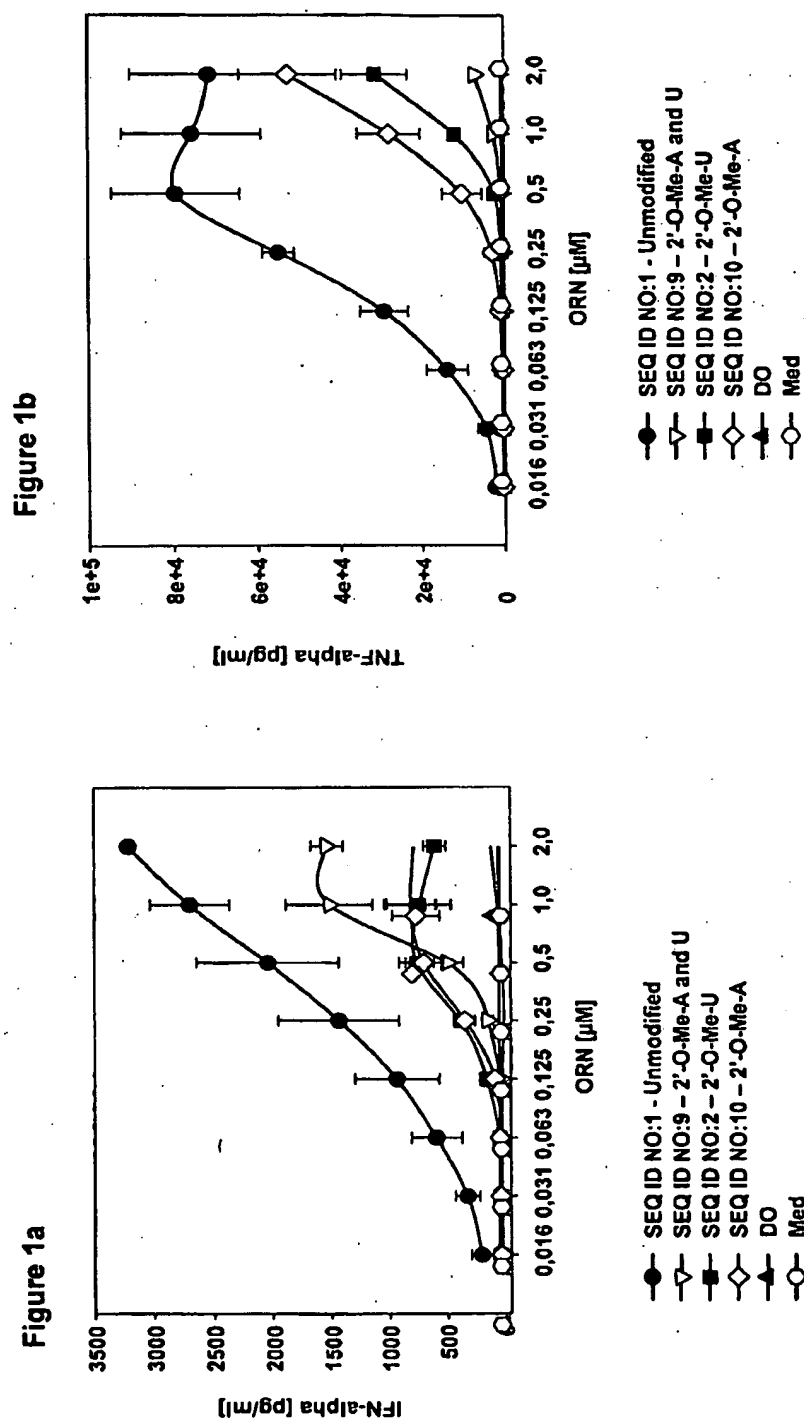 Figure 1a
3500
3000
2500
2000
1500
1000
500
0
IFN-alpha [pg/ml]
0,016 0,031 0,063 0,125 0,25 0,5 1,0 2,0
ORN [µM]
SEQ ID NO:1 - Unmodified
SEQ ID NO:9 – 2'-O-Me-A and U
SEQ ID NO:2 – 2'-O-Me-U
SEQ ID NO:10 – 2'-O-Me-A
DO
Med
Figure 1b
1e+5
8e+4
6e+4
4e+4
2e+4
0
TNF-alpha [pg/ml]
0,016 0,031 0,063 0,125 0,25 0,5 1,0 2,0
ORN [µM]
SEQ ID NO:1 - Unmodified
SEQ ID NO:9 – 2'-O-Me-A and U
SEQ ID NO:2 – 2'-O-Me-U
SEQ ID NO:10 – 2'-O-Me-A
DO
Med